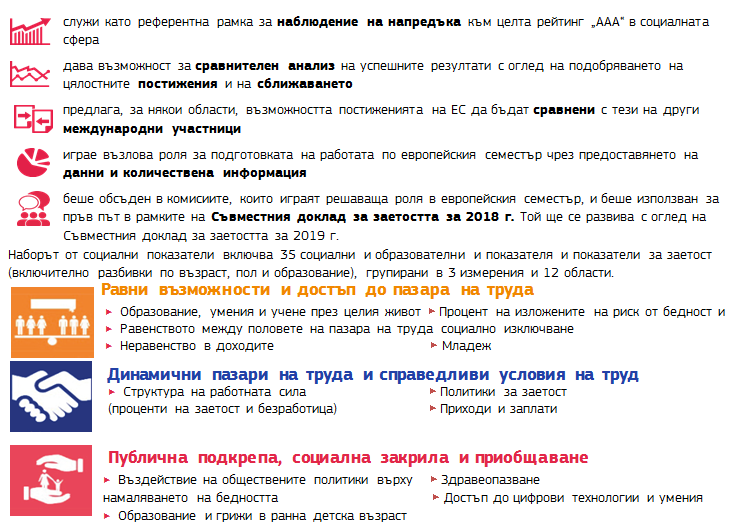 служи като референтна рамка за наблюдение на напредъка към целта рейтинг „ААА“ в социалната
сфера
дава възможност за сравнителен анализ на успешните резултати с оглед на подобряването на
цялостните постижения и на сближаването
предлага, за някои области, възможността постиженията на ЕС да бъдат сравнени с тези на други
международни участници
играе възлова роля за подготовката на работата по европейския семестър чрез предоставянето на
данни и количествена информация
беше обсъден в комисиите, които играят решаваща роля в европейския семестър, и беше използван за
пръв път в рамките на Съвместния доклад за заетостта за 2018 г. Той ще се развива с оглед на
Съвместния доклад за заетостта за 2019 г.
Наборът от социални показатели включва 35 социални и образователни и показателя и показатели за заетост
(включително разбивки по възраст, пол и образование), групирани в 3 измерения и 12 области.
Равни възможности и достъп до пазара на труда
Образование, умения и учене през целия живот
Равенството между половете на пазара на труда
Неравенство в доходите
Процент на изложените на риск от бедност и
социално изключване
Младеж
Динамични пазари на труда и справедливи условия на труд
Структура на работната сила
(проценти на заетост и безработица)
Политики за заетост
Приходи и заплати
Публична подкрепа, социална закрила и приобщаване
Въздействие на обществените политики върху
намаляването на бедността
Образование и грижи в ранна детска възраст
Здравеопазване
Достъп до цифрови технологии и умения